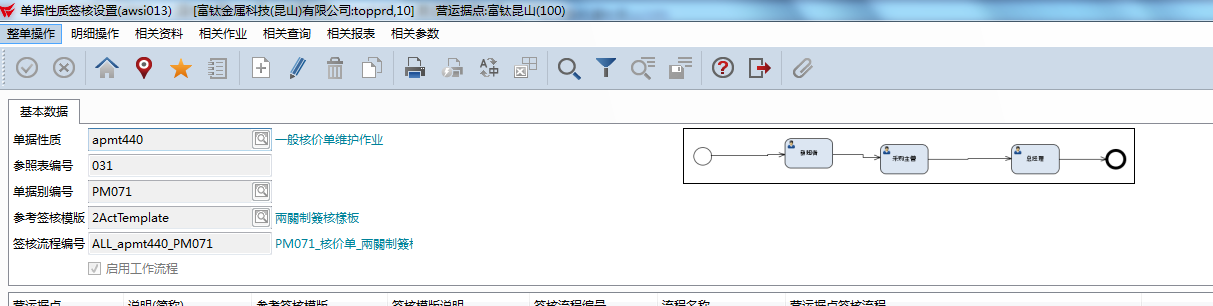 单据性质签核设置(awsi013) [富钛金属科技(昆山)有限公司:topprd,10] 营运据点:富钛昆山(100)
整单操作 明细操作 相关资料 相关作业 相关查询 相关报表 相关参数
基本数据
单据性质 apmt440 一般核价单维护作业
参照表编号 031
单据别编号 PM071
参考签核模版 2ActTemplate 兩關制簽核樣板
签核流程编号 ALL_apmt440_PM071 PM071_核价单_兩關制簽
启用工作流程
采购主管
总经理
营运据点 说明(简称) 参考签核模版 签核模版说明 签核流程编号 流程名称 营运据点签核流程